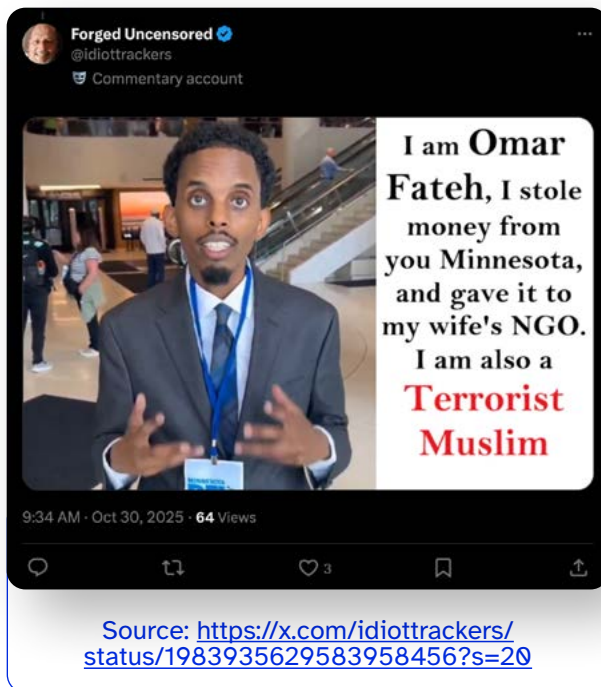 Forged Uncensored
@idiottrackers
Commentary account
I am Omar
Fateh, I stole
money from
you Minnesota,
and gave it to
my wife's NGO.
I am also a
Terrorist
Muslim
9:34 AM · Oct 30, 2025 · 64 Views
3
Source: https://x.com/idiottrackers/
status/1983935629583958456?s=20